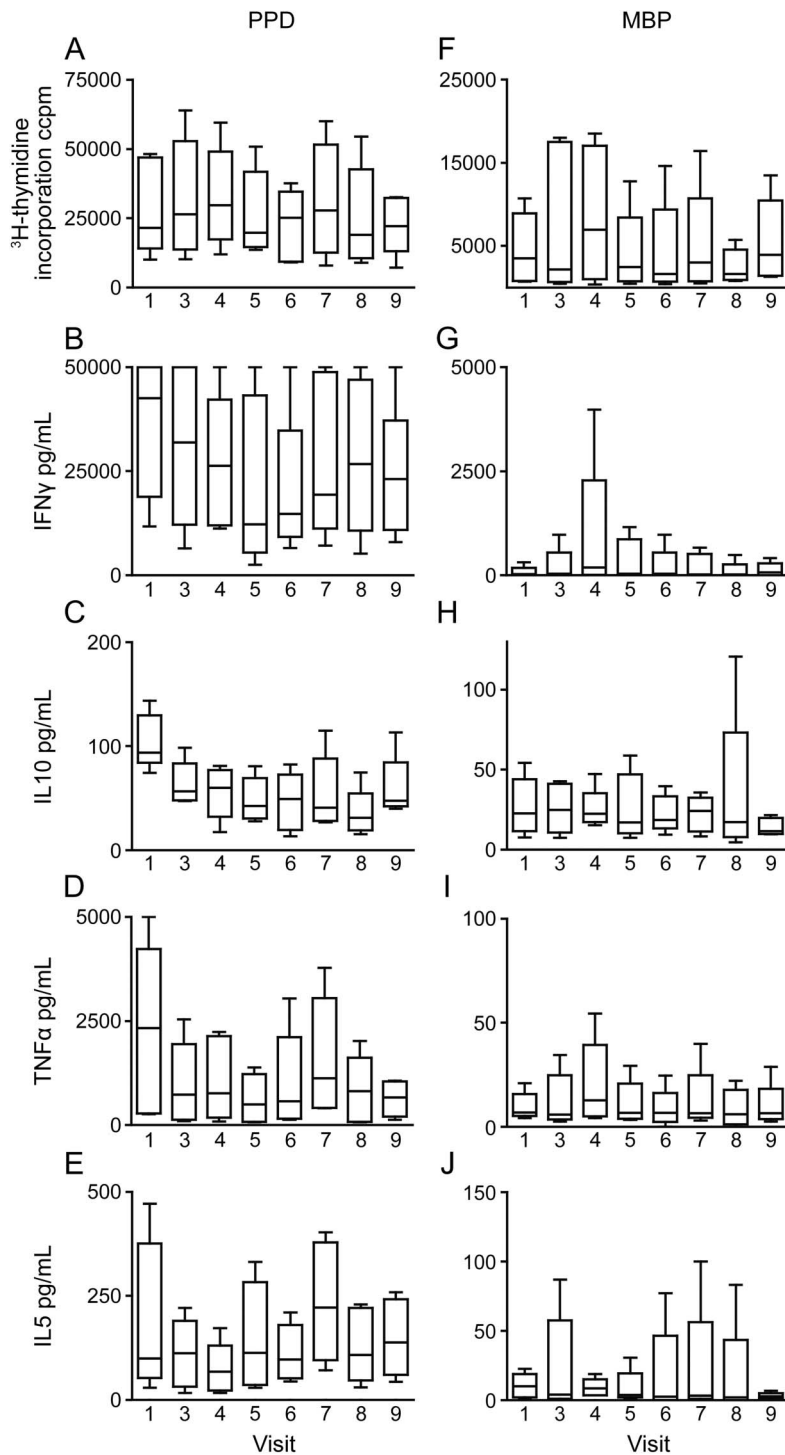 PPD
MBP
A
³H-thymidine
incorporation ccpm
75000
50000
25000
0
1 3 4 5 6 7 8 9
F
25000
15000
5000
1 3 4 5 6 7 8 9
B
IFNγ pg/mL
50000
25000
0
1 3 4 5 6 7 8 9
G
5000
2500
0
1 3 4 5 6 7 8 9
C
IL10 pg/mL
200
100
0
1 3 4 5 6 7 8 9
H
100
50
0
1 3 4 5 6 7 8 9
D
TNFα pg/mL
5000
2500
0
1 3 4 5 6 7 8 9
I
100
50
0
1 3 4 5 6 7 8 9
E
IL5 pg/mL
500
250
0
1 3 4 5 6 7 8 9
Visit
J
150
100
50
0
1 3 4 5 6 7 8 9
Visit